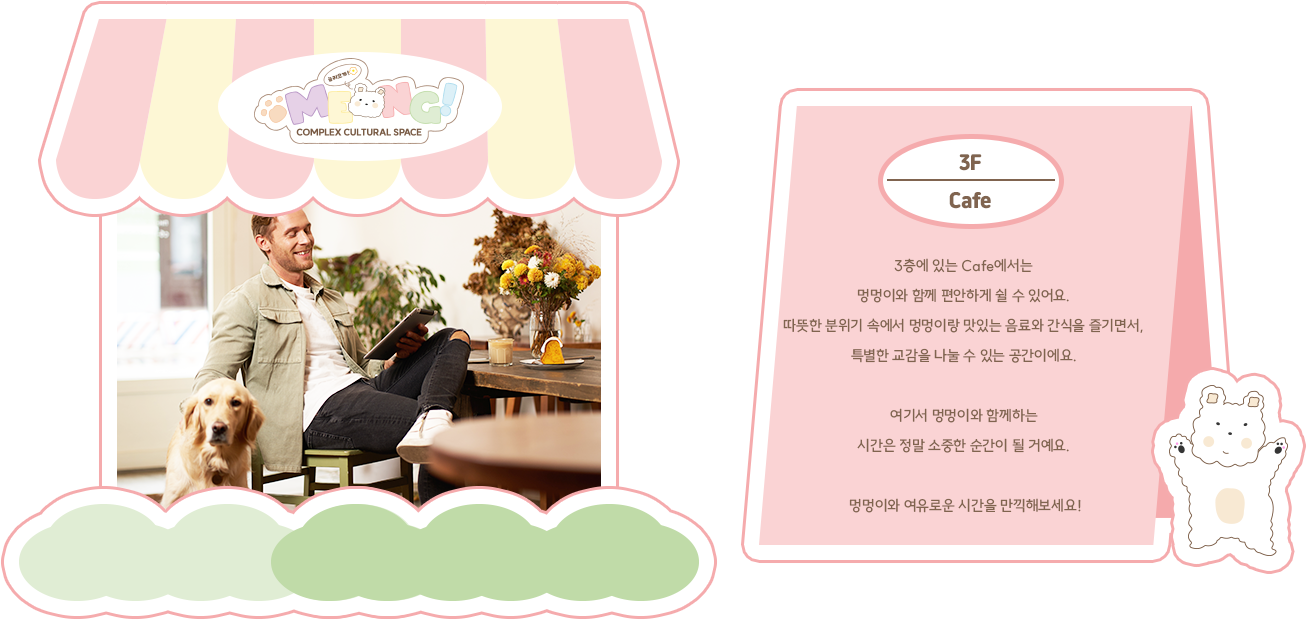 놀러오개!
MEONG!
COMPLEX CULTURAL SPACE
3F
Cafe
3층에 있는 Cafe에서는
멍멍이와 함께 편안하게 쉴 수 있어요.
따뜻한 분위기 속에서 멍멍이랑 맛있는 음료와 간식을 즐기면서,
특별한 교감을 나눌 수 있는 공간이에요.
여기서 멍멍이와 함께하는
시간은 정말 소중한 순간이 될 거예요.
멍멍이와 여유로운 시간을 만끽해보세요!